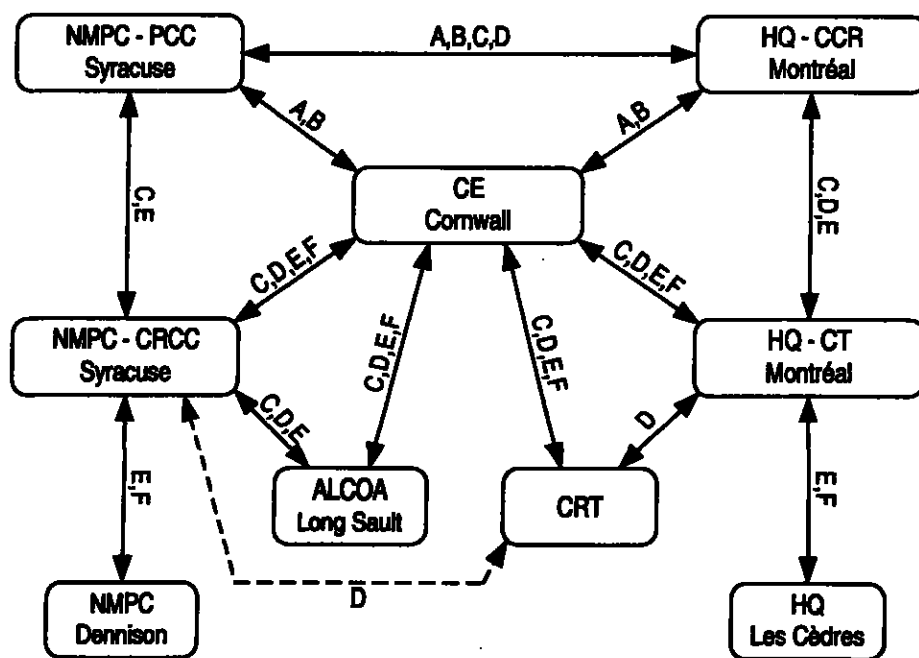 NMPC - PCC
Syracuse
A,B,C,D
HQ - CCR
Montréal
A,B
A,B
CE
Cornwall
C,E
C,D,E
C,D,E,F
C,D,E,F
C,D,E,F
C,D,E,F
NMPC - CRCC
Syracuse
HQ - CT
Montréal
C,D,E
D
E,F
E,F
ALCOA
Long Sault
CRT
D
NMPC
Dennison
HQ
Les Cèdres